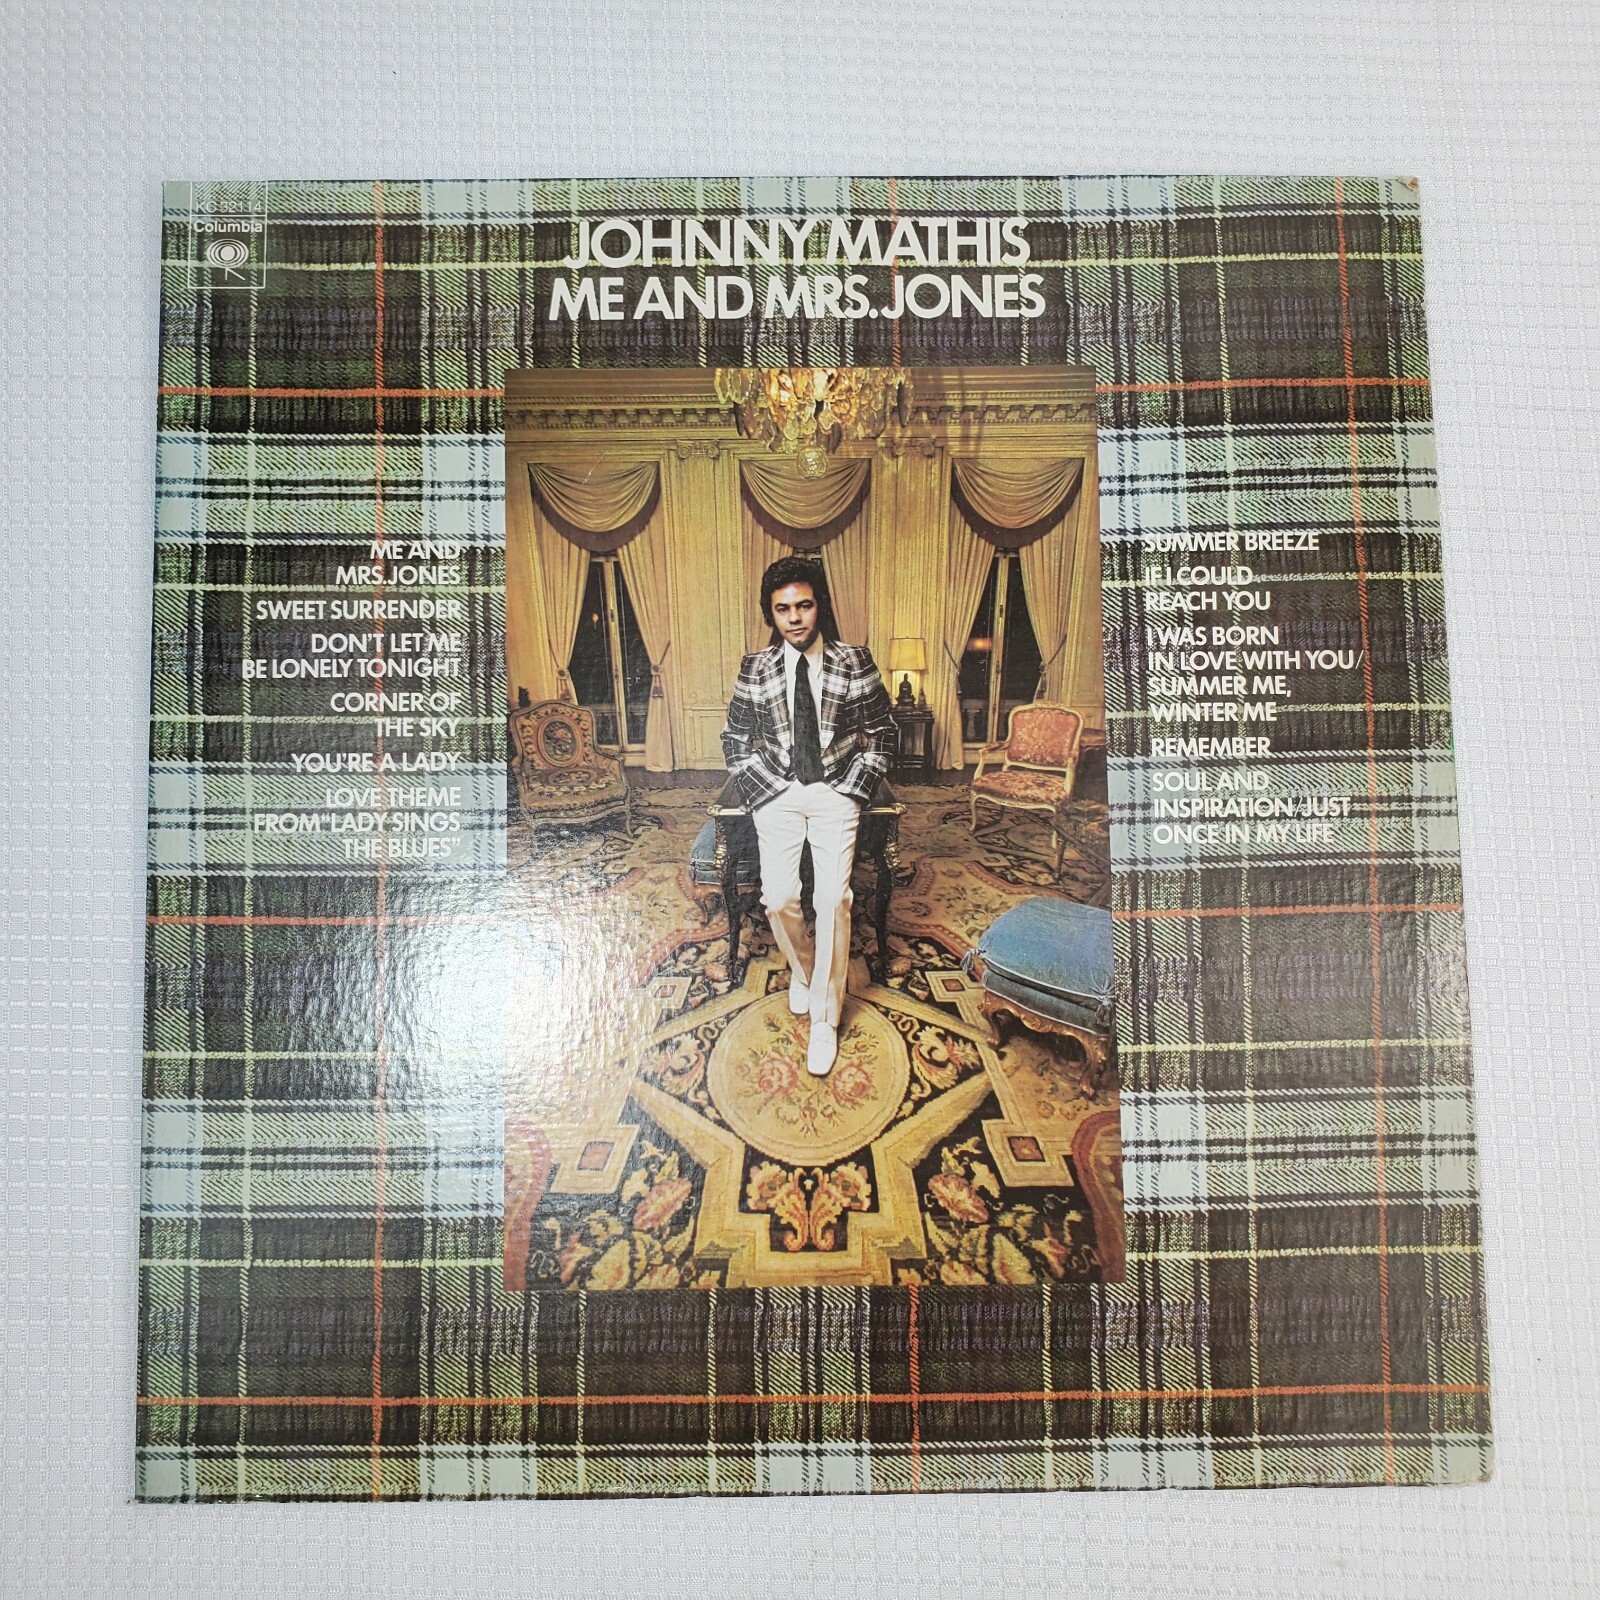 KC 32114
Columbia
JOHNNY MATHIS
ME AND MRS. JONES
ME AND
MRS. JONES
SWEET SURRENDER
DON'T LET ME
BE LONELY TONIGHT
CORNER OF
THE SKY
YOU'RE A LADY
LOVE THEME
FROM "LADY SINGS
THE BLUES"
SUMMER BREEZE
IF I COULD
REACH YOU
I WAS BORN
IN LOVE WITH YOU/
SUMMER ME,
WINTER ME
REMEMBER
SOUL AND
INSPIRATION/JUST
ONCE IN MY LIFE